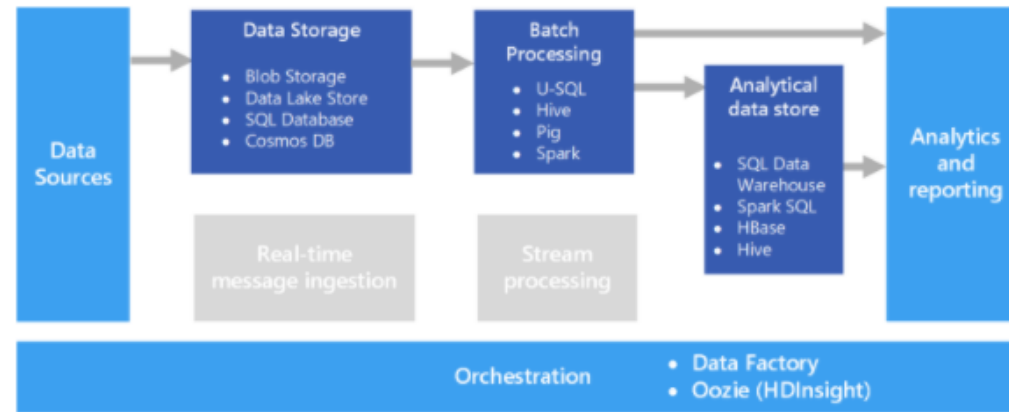 Data
Sources
Data Storage
• Blob Storage
• Data Lake Store
• SQL Database
• Cosmos DB
Real-time
message ingestion
Batch
Processing
• U-SQL
• Hive
• Pig
• Spark
Stream
processing
Analytical
data store
• SQL Data
Warehouse
• Spark SQL
• HBase
• Hive
Analytics
and
reporting
Orchestration
• Data Factory
• Oozie (HDInsight)